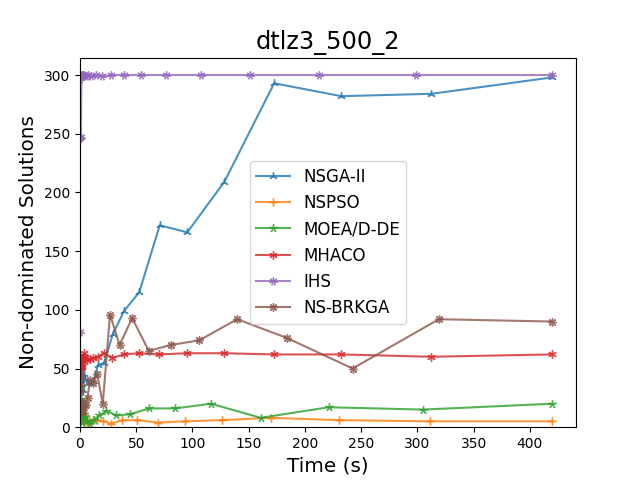 dtlz3_500_2
Non-dominated Solutions
300
250
200
150
100
50
0
NSGA-II
NSPSO
MOEA/D-DE
MHACO
IHS
NS-BRKGA
0 50 100 150 200 250 300 350 400
Time (s)